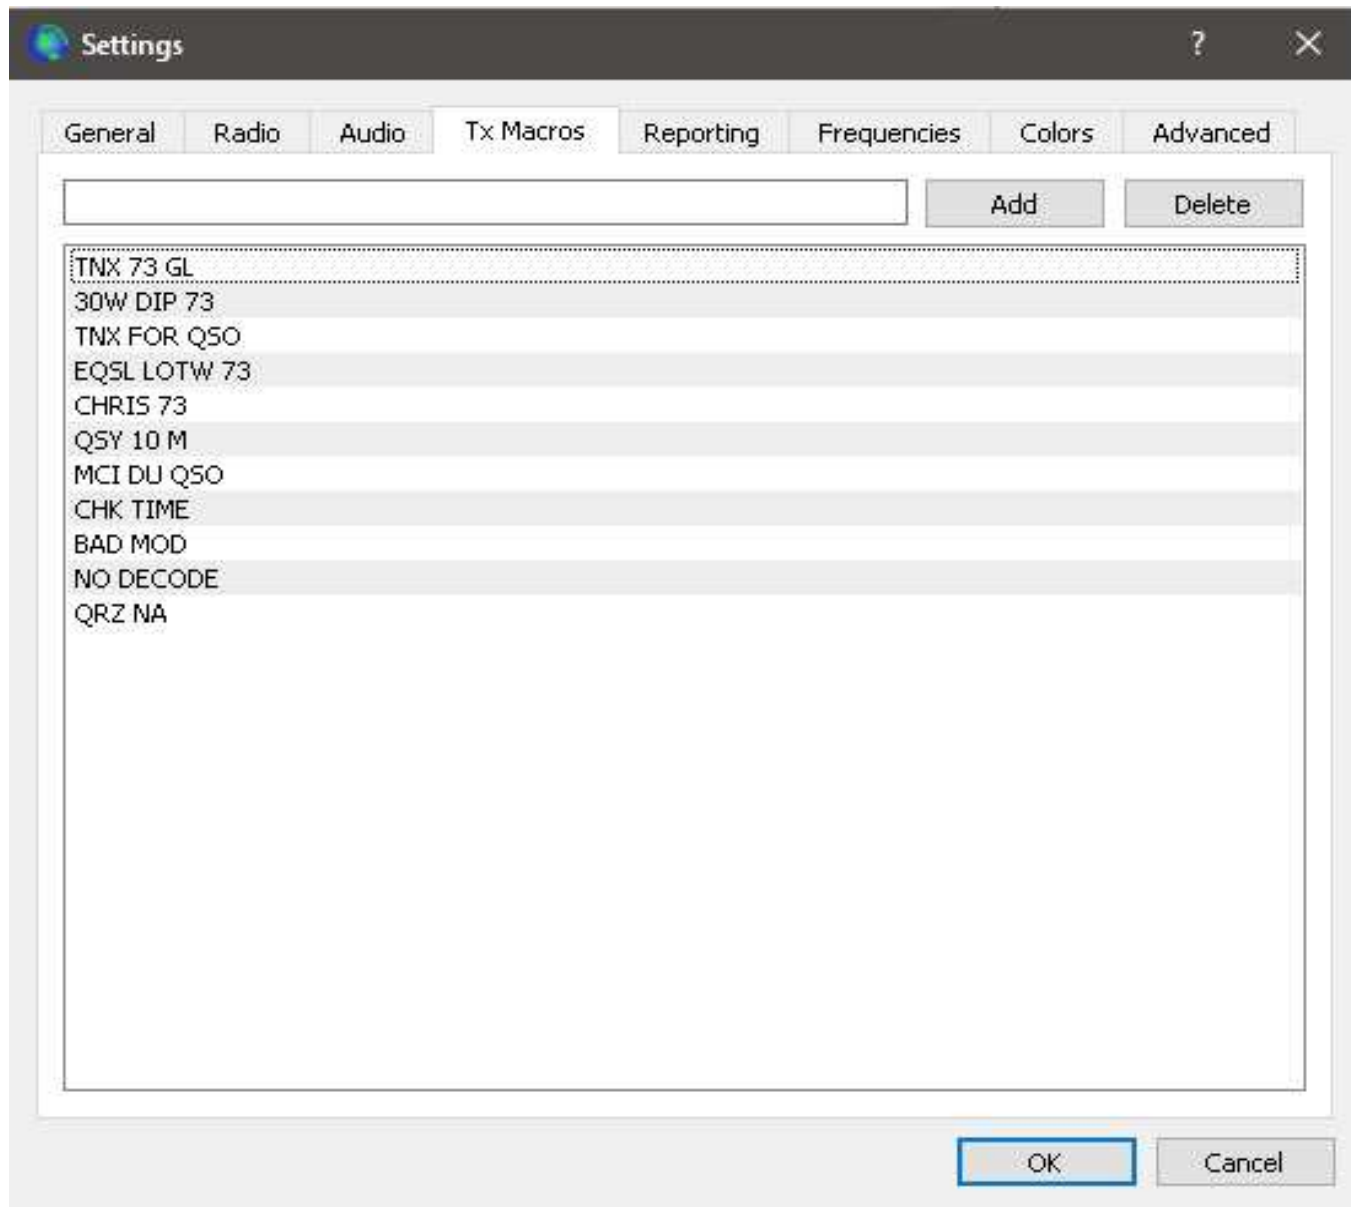 Settings ?
General Radio Audio Tx Macros Reporting Frequencies Colors Advanced
Add Delete
TNX 73 GL
30W DIP 73
TNX FOR QSO
EQSL LOTW 73
CHRIS 73
QSY 10 M
MCI DU QSO
CHK TIME
BAD MOD
NO DECODE
QRZ NA
OK Cancel